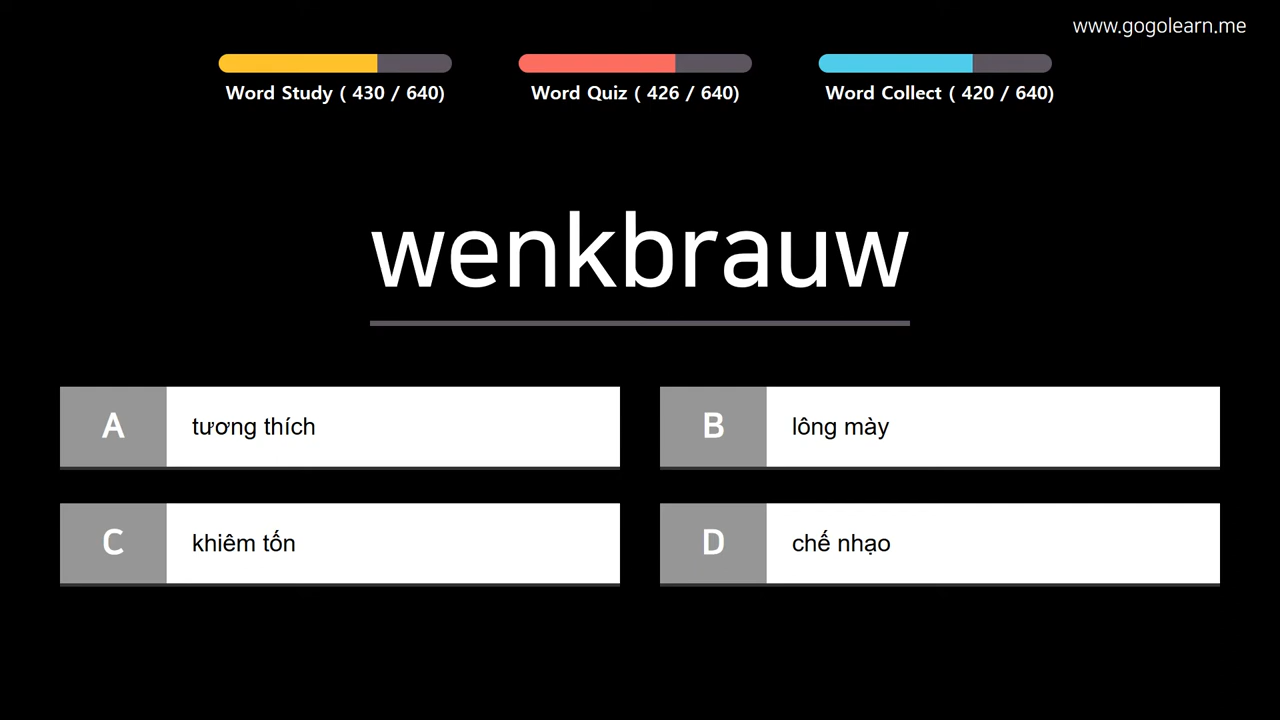 www.gogolearn.me
Word Study ( 430 / 640)
Word Quiz ( 426 / 640)
Word Collect ( 420 / 640)
wenkbrauw
A tương thích
B lông mày
C khiêm tốn
D chế nhạo